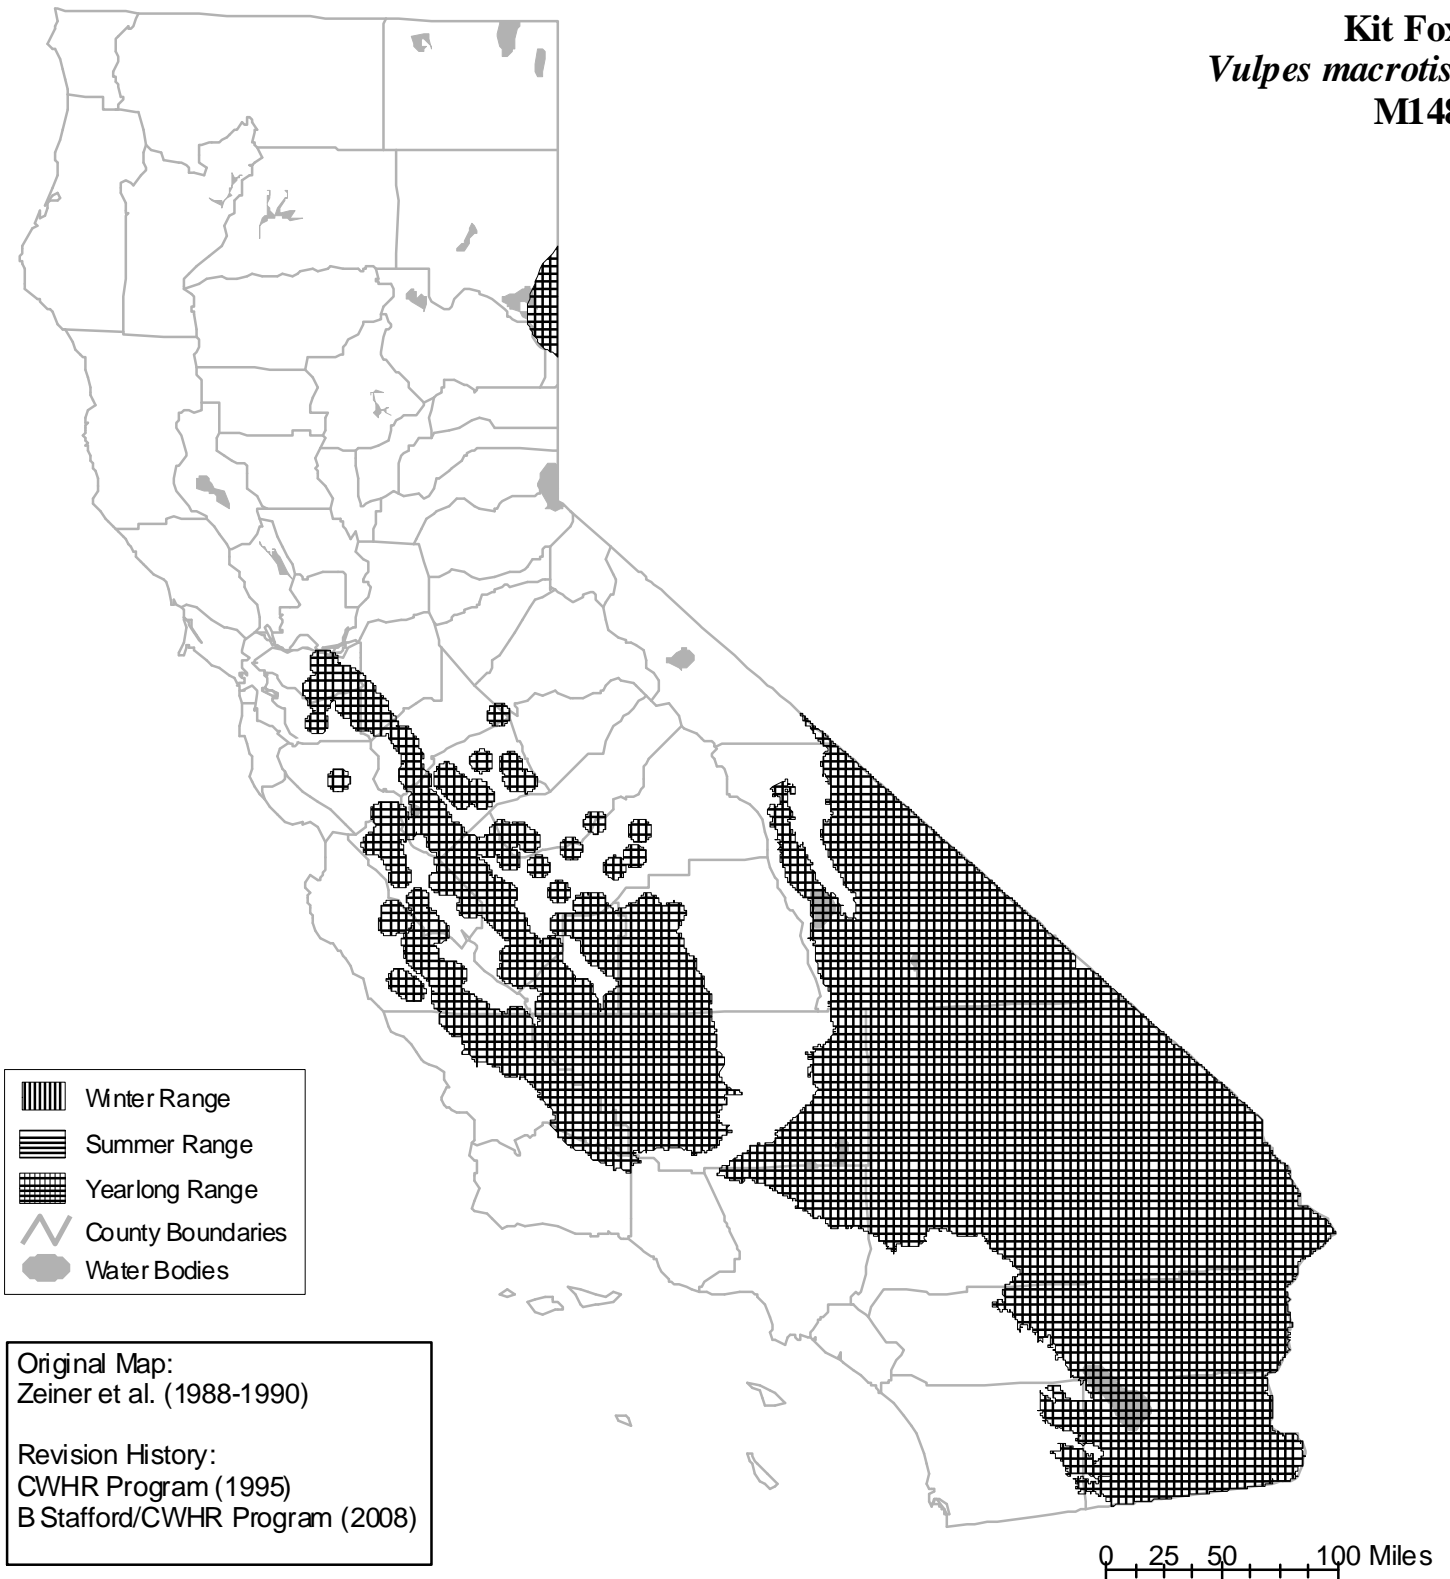 Kit Fox
Vulpes macrotis
M148
Winter Range
Summer Range
Yearlong Range
County Boundaries
Water Bodies
Original Map:
Zeiner et al. (1988-1990)
Revision History:
CWHR Program (1995)
B Stafford/CWHR Program (2008)
0 25 50 100 Miles